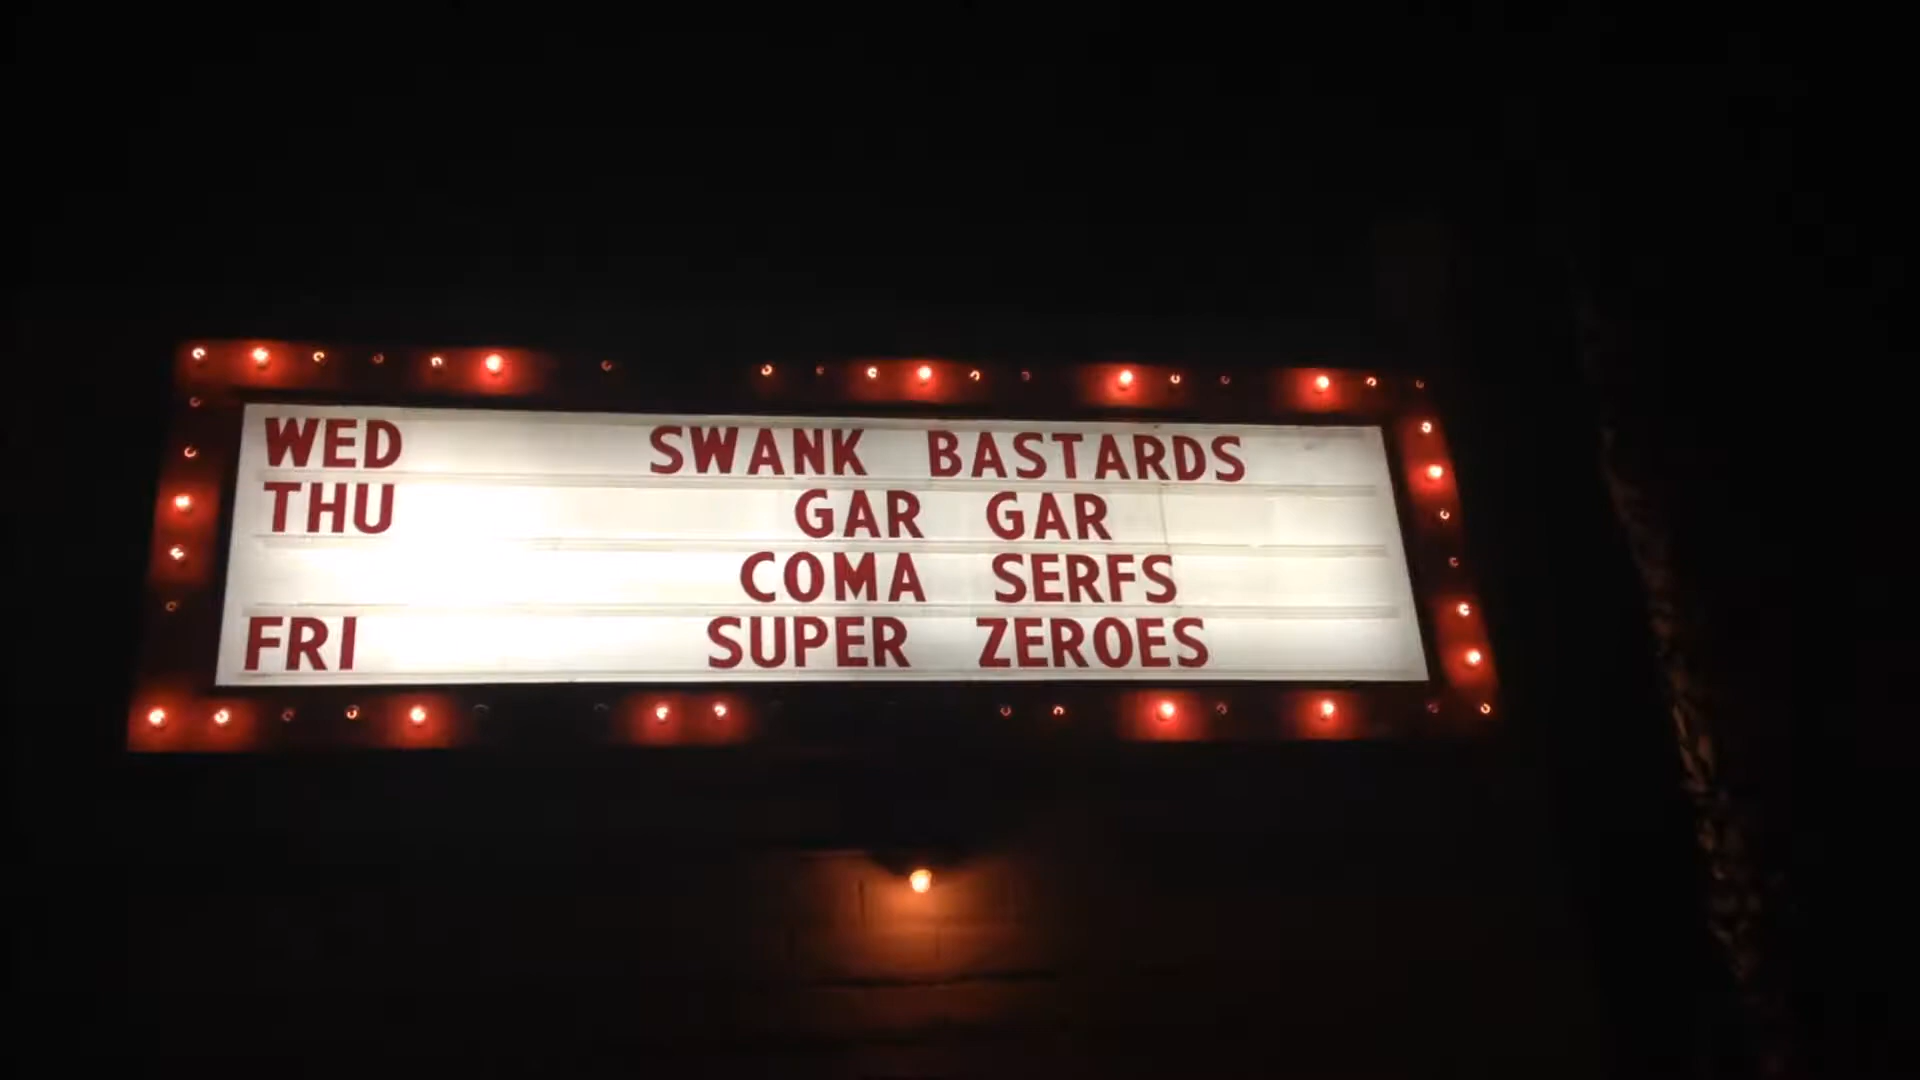 WED SWANK BASTARDS
THU GAR GAR
COMA SERFS
FRI SUPER ZEROES